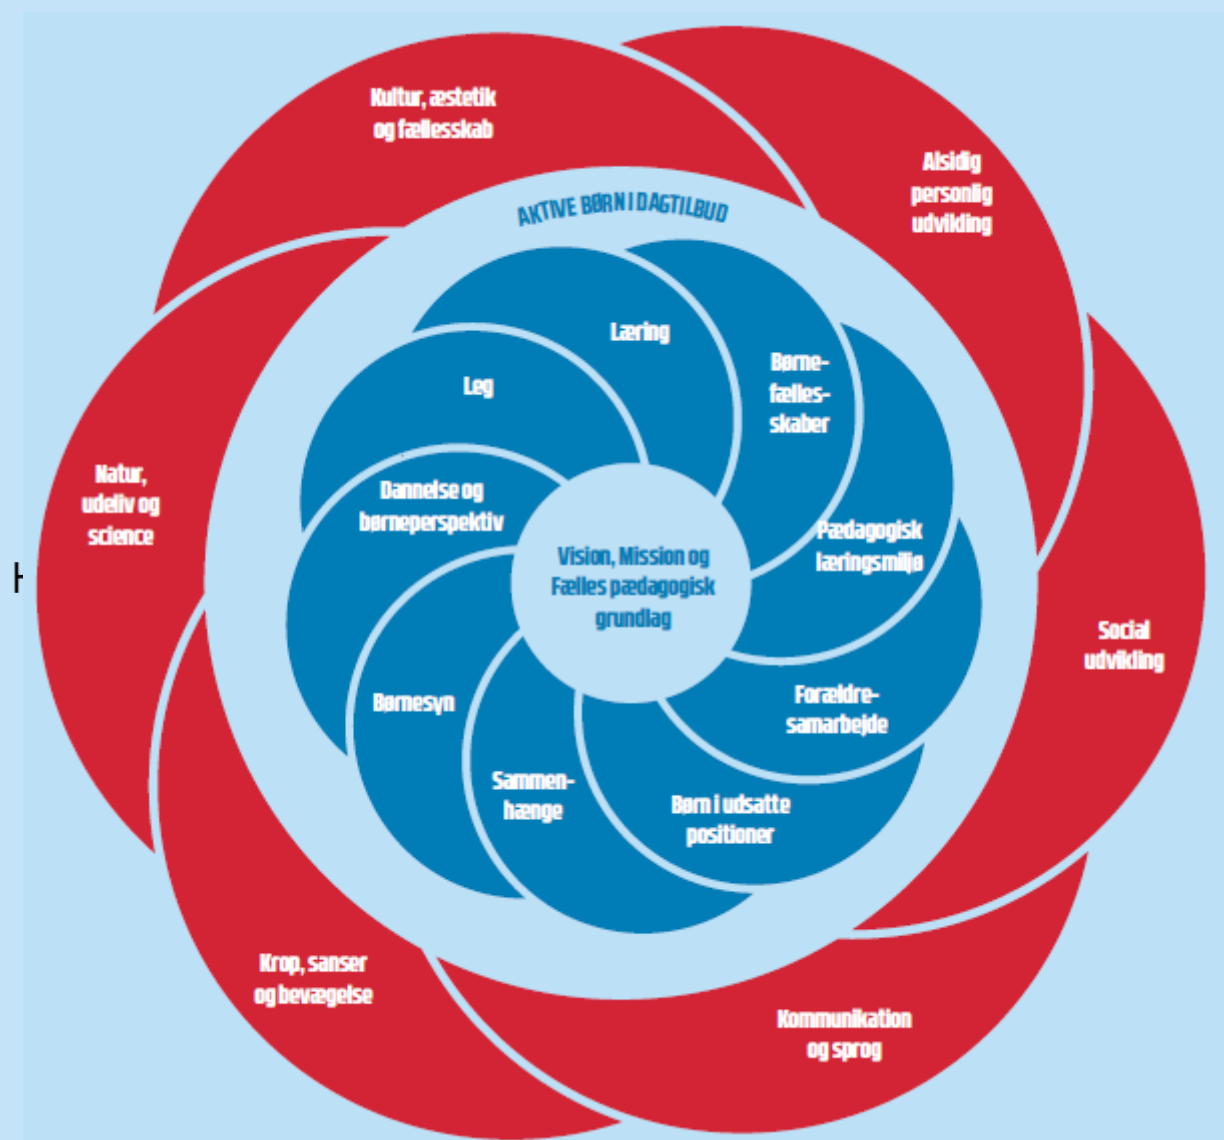 Kultur, æstetik
og fællesskab
Alsidig
personlig
udvikling
AKTIVE BØRN I DAGTILBUD
Læring
Børne-
fælles-
skaber
Leg
Natur,
udeliv og
science
Dannelse og
børneperspektiv
Pædagogisk
læringsmiljø
Vision, Mission og
Fælles pædagogisk
grundlag
Social
udvikling
Børnesyn
Forældre-
samarbejde
Sammen-
hænge
Børn i udsatte
positioner
Krop, sanser
og bevægelse
Kommunikation
og sprog